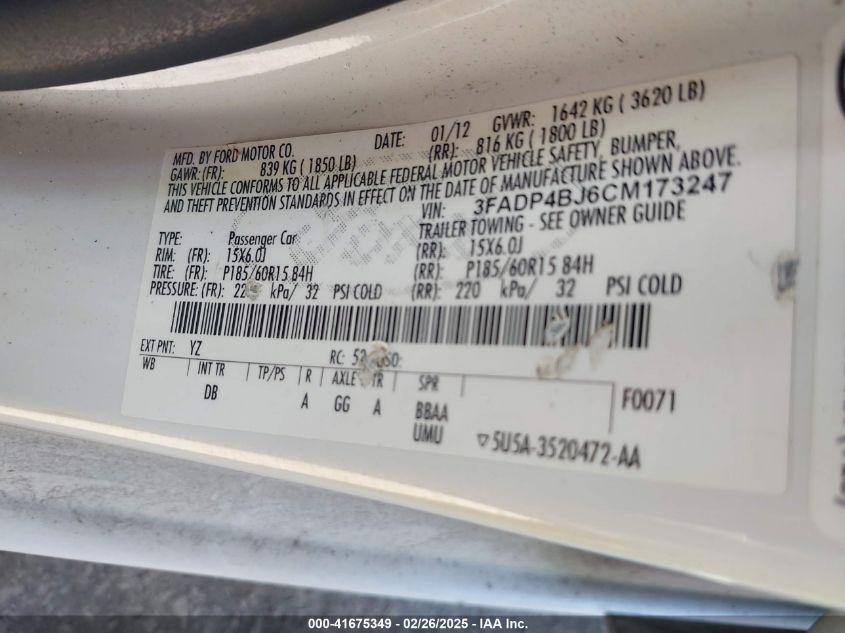 MFD. BY FORD MOTOR CO. DATE: 01/12 GVWR: 1642 KG ( 3620 LB)
GAWR: (FR): 839 KG ( 1850 LB) (RR): 816 KG ( 1800 LB)
THIS VEHICLE CONFORMS TO ALL APPLICABLE FEDERAL MOTOR VEHICLE SAFETY, BUMPER,
AND THEFT PREVENTION STANDARDS IN EFFECT ON THE DATE OF MANUFACTURE SHOWN ABOVE.
VIN: 3FADP4BJ6CM173247
TYPE: Passenger Car TRAILER TOWING - SEE OWNER GUIDE
RIM: (FR): 15X6.0J (RR): 15X6.0J
TIRE: (FR): P185/60R15 84H (RR): P185/60R15 84H
PRESSURE: (FR): kPa/ 32 PSI COLD (RR): 220 kPa/ 32 PSI COLD
EXT PNT: YZ RC: DSO:
WB INT TR TP/PS R AXLE TR SPR F0071
DB A GG A BBAA
UMU ▽5U5A-3520472-AA
000-41675349 - 02/26/2025 - IAA Inc.